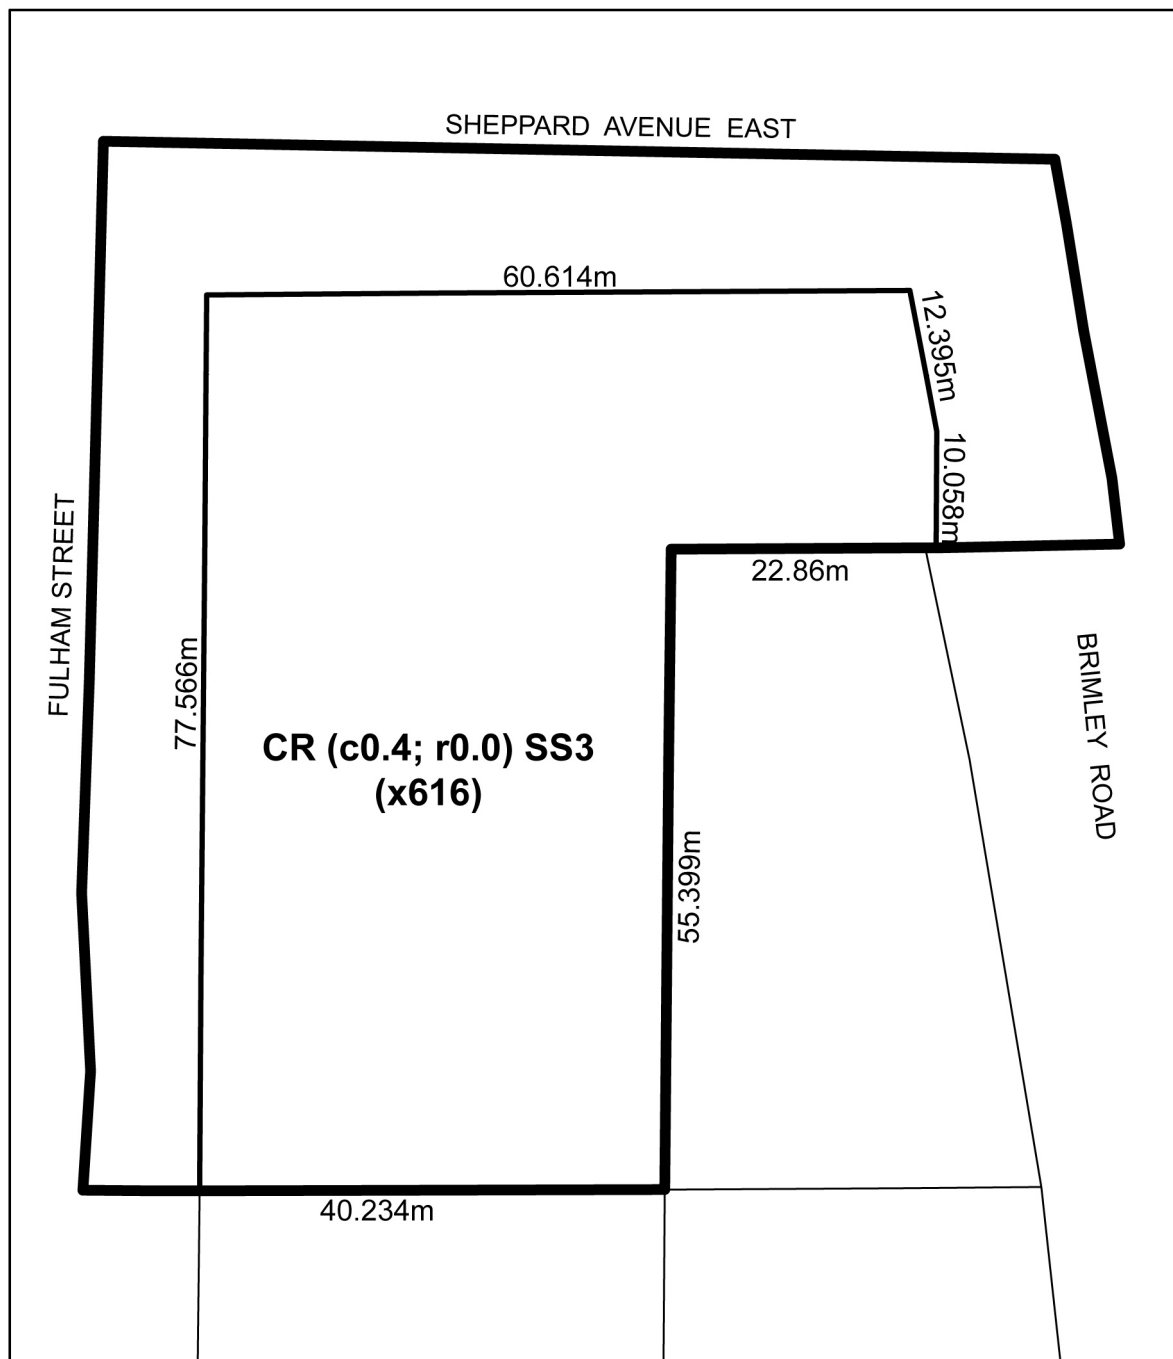 SHEPPARD AVENUE EAST
60.614m
12.395m
10.058m
22.86m
FULHAM STREET
77.566m
BRIMLEY ROAD
CR (c0.4; r0.0) SS3
(x616)
55.399m
40.234m